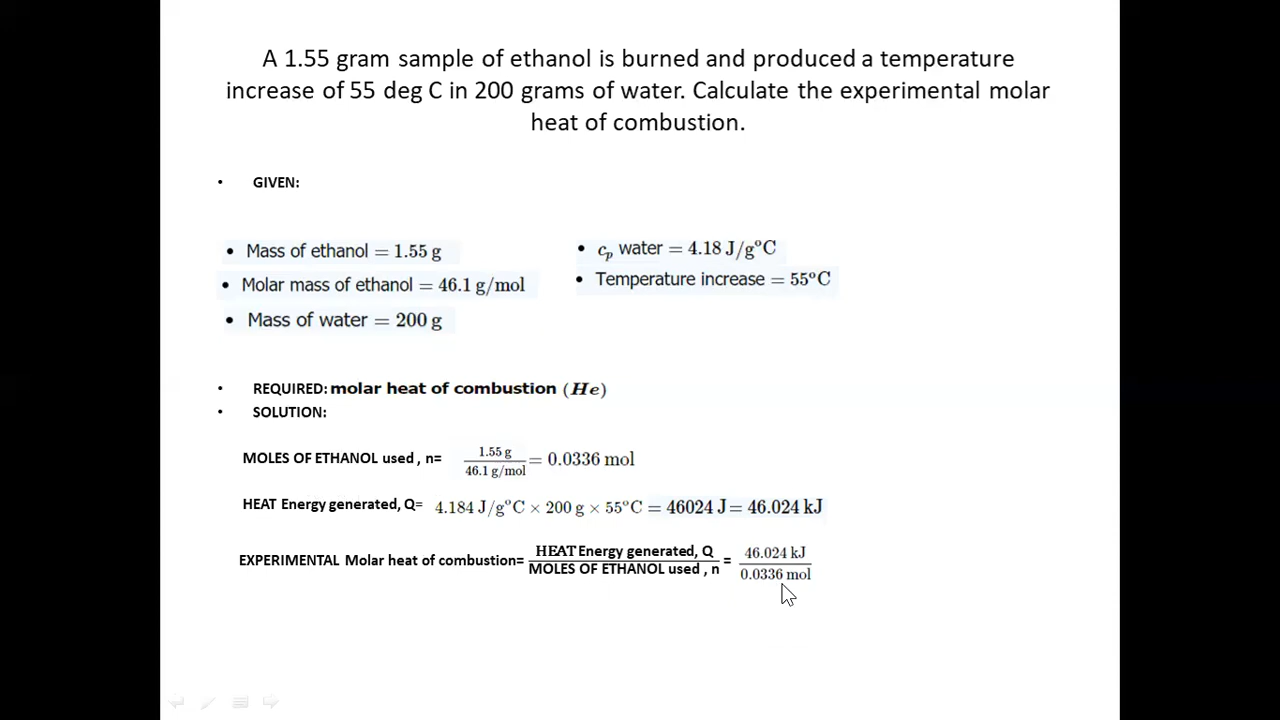 A 1.55 gram sample of ethanol is burned and produced a temperature
increase of 55 deg C in 200 grams of water. Calculate the experimental molar
heat of combustion.
• GIVEN:
• Mass of ethanol = 1.55 g
• Molar mass of ethanol = 46.1 g/mol
• Mass of water = 200 g
• cₚ water = 4.18 J/g°C
• Temperature increase = 55°C
• REQUIRED: molar heat of combustion (He)
• SOLUTION:
MOLES OF ETHANOL used , n= 1.55 g / 46.1 g/mol = 0.0336 mol
HEAT Energy generated, Q= 4.184 J/g°C × 200 g × 55°C = 46024 J = 46.024 kJ
EXPERIMENTAL Molar heat of combustion= HEAT Energy generated, Q / MOLES OF ETHANOL used , n = 46.024 kJ / 0.0336 mol